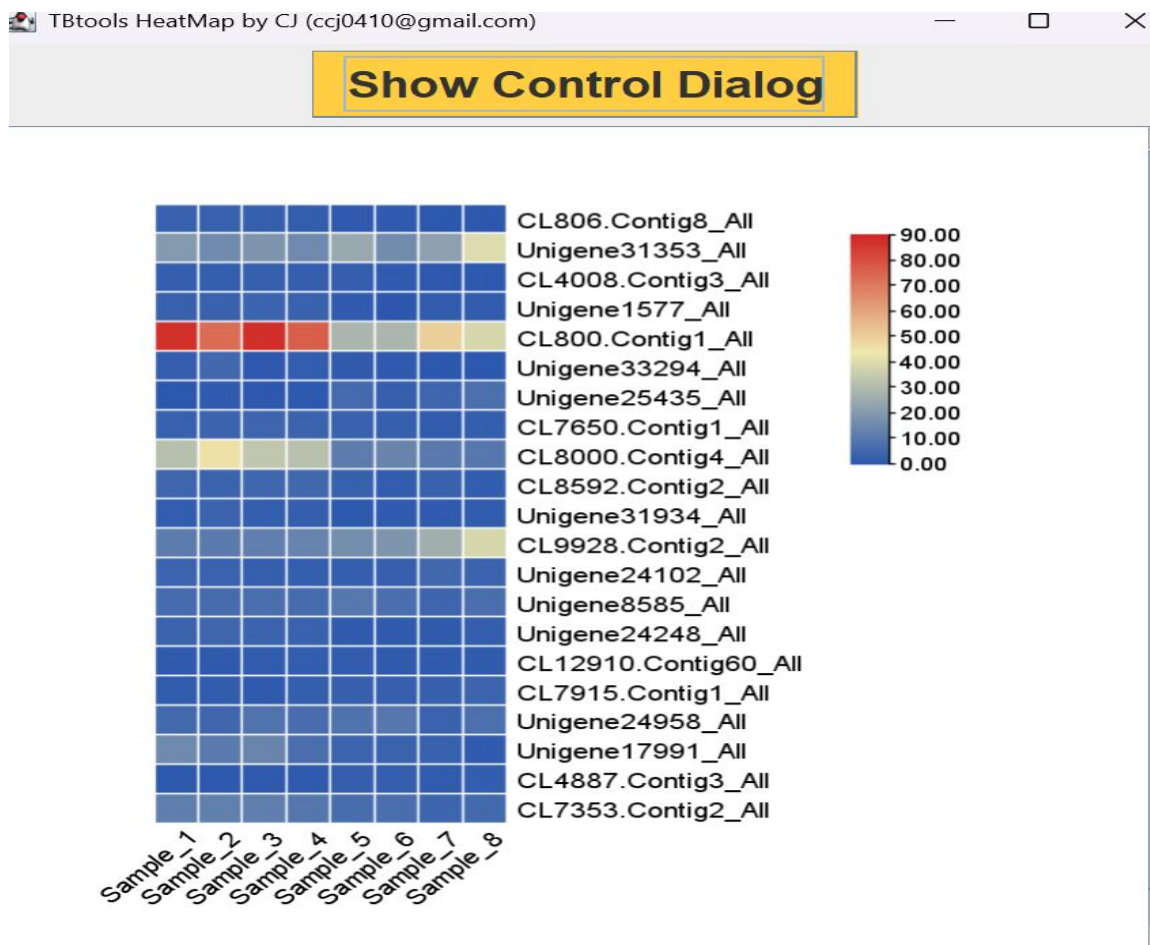 TBtools HeatMap by CJ (ccj0410@gmail.com)
Show Control Dialog
CL806.Contig8_All
Unigene31353_All
CL4008.Contig3_All
Unigene1577_All
CL800.Contig1_All
Unigene33294_All
Unigene25435_All
CL7650.Contig1_All
CL8000.Contig4_All
CL8592.Contig2_All
Unigene31934_All
CL9928.Contig2_All
Unigene24102_All
Unigene8585_All
Unigene24248_All
CL12910.Contig60_All
CL7915.Contig1_All
Unigene24958_All
Unigene17991_All
CL4887.Contig3_All
CL7353.Contig2_All
90.00
80.00
70.00
60.00
50.00
40.00
30.00
20.00
10.00
0.00
Sample_1
Sample_2
Sample_3
Sample_4
Sample_5
Sample_6
Sample_7
Sample_8